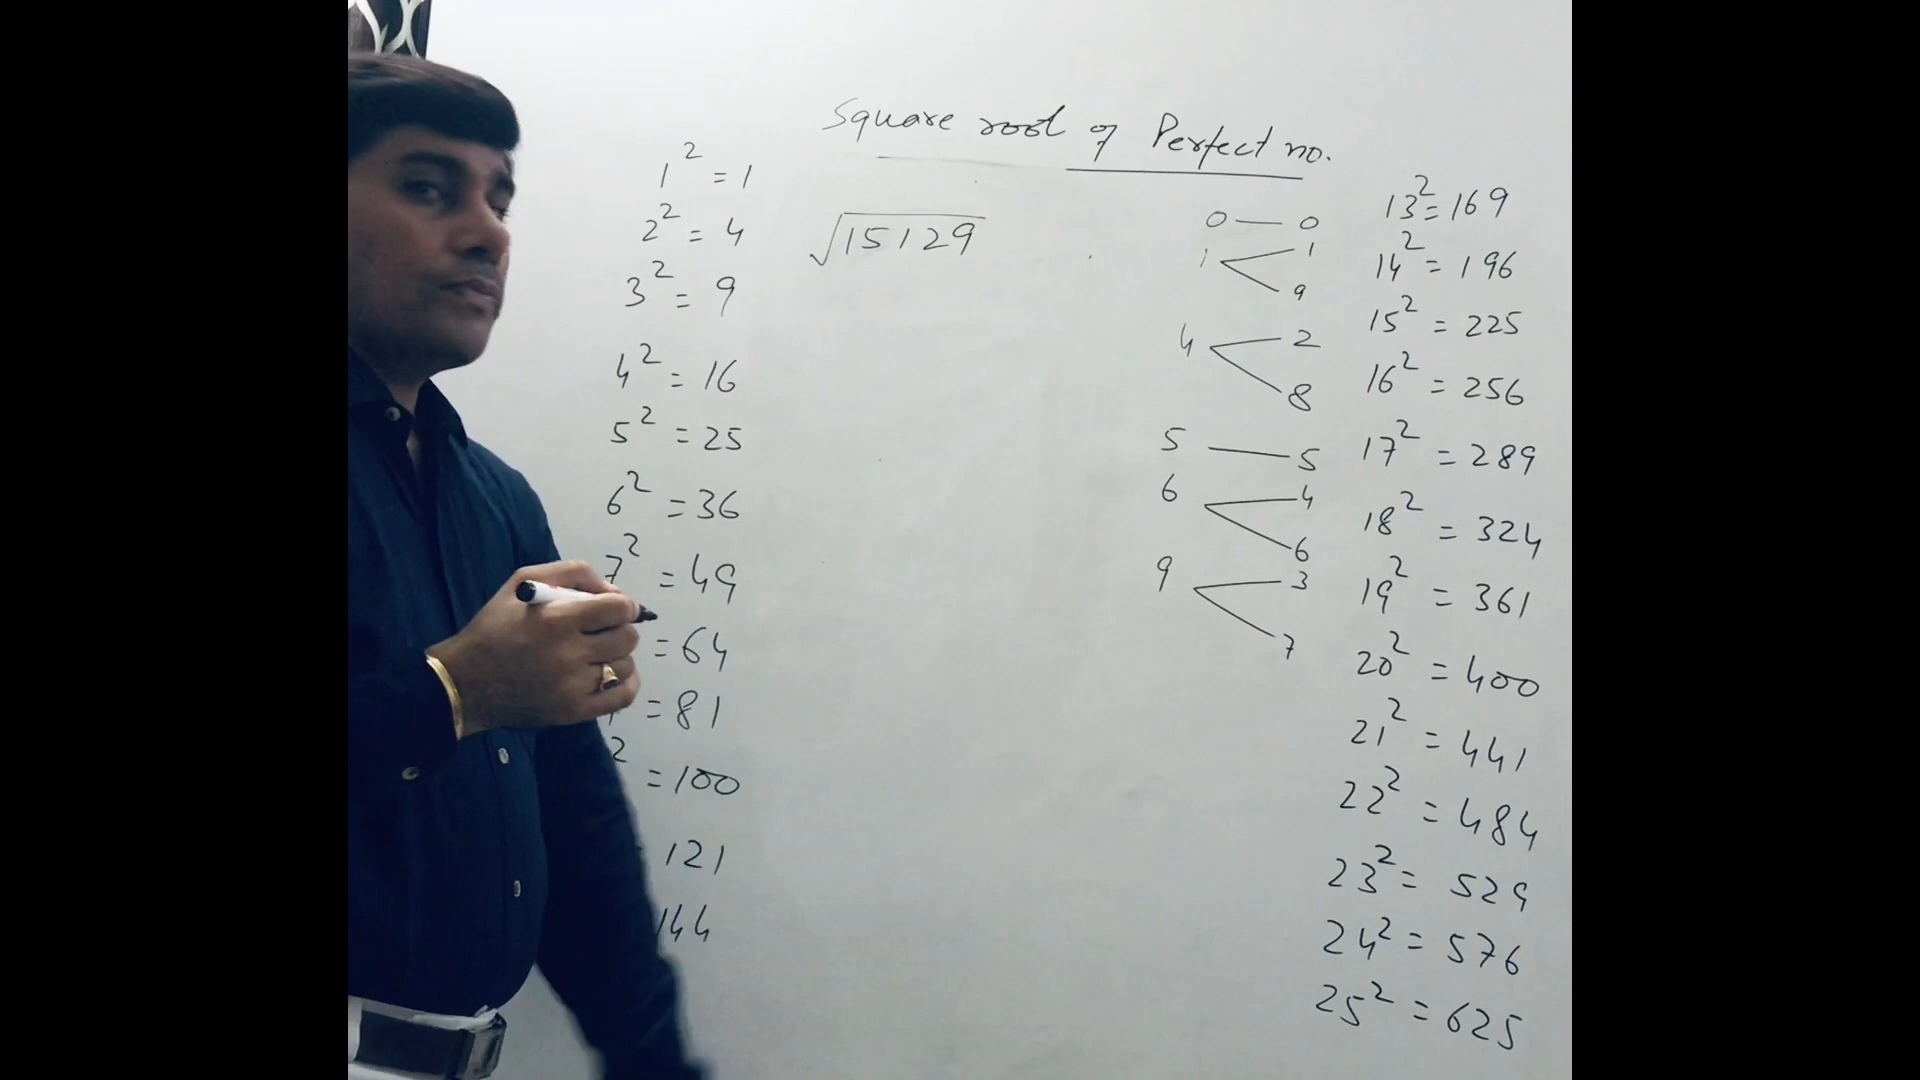 Square root of Perfect no.
1² = 1
2² = 4
3² = 9
4² = 16
5² = 25
6² = 36
7² = 49
= 64
= 81
² = 100
121
144
√15129
0 — 0
1 < 1
9
4 < 2
8
5 — 5
6 < 4
6
9 < 3
7
13² = 169
14² = 196
15² = 225
16² = 256
17² = 289
18² = 324
19² = 361
20² = 400
21² = 441
22² = 484
23² = 529
24² = 576
25² = 625